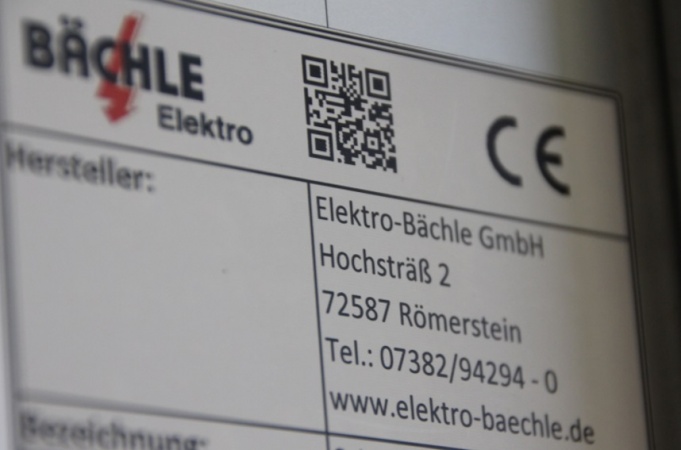 BÄCHLE
Elektro
CE
Hersteller:
Elektro-Bächle GmbH
Hochsträß 2
72587 Römerstein
Tel.: 07382/94294 - 0
www.elektro-baechle.de
Bezeichnung: